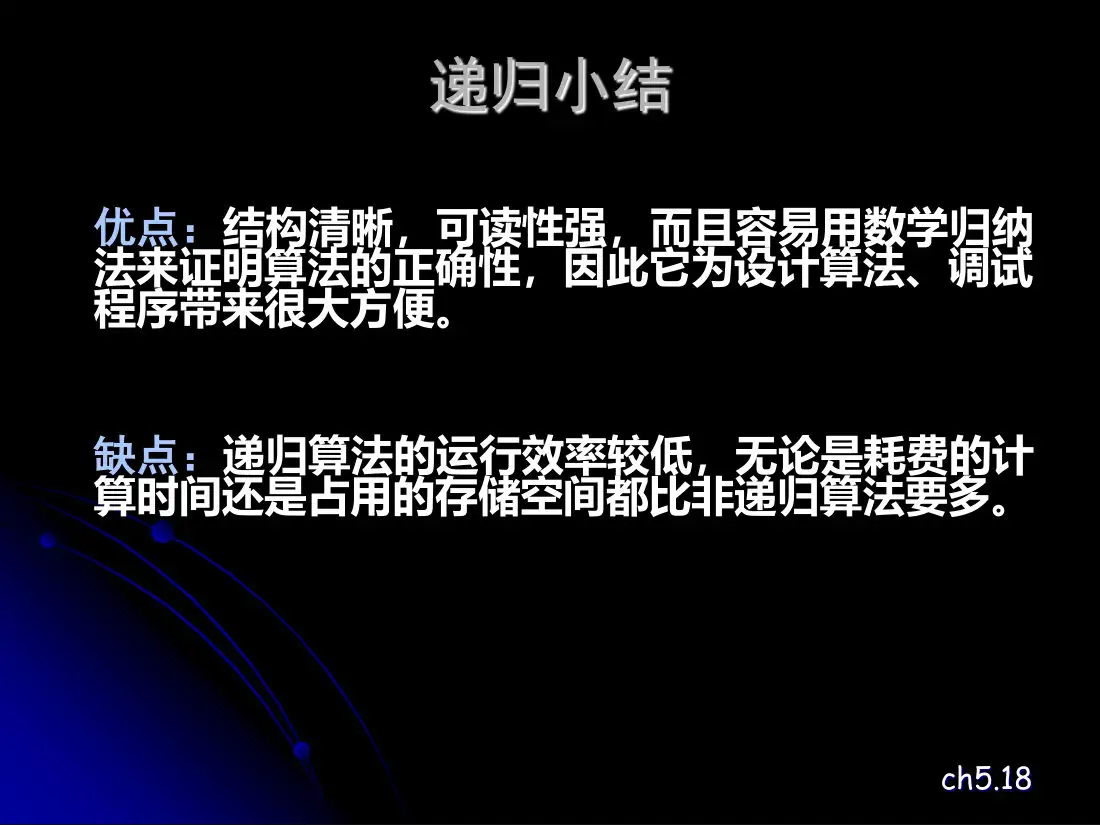 递归小结
优点：结构清晰，可读性强，而且容易用数学归纳
法来证明算法的正确性，因此它为设计算法、调试
程序带来很大方便。
缺点：递归算法的运行效率较低，无论是耗费的计
算时间还是占用的存储空间都比非递归算法要多。
ch5.18